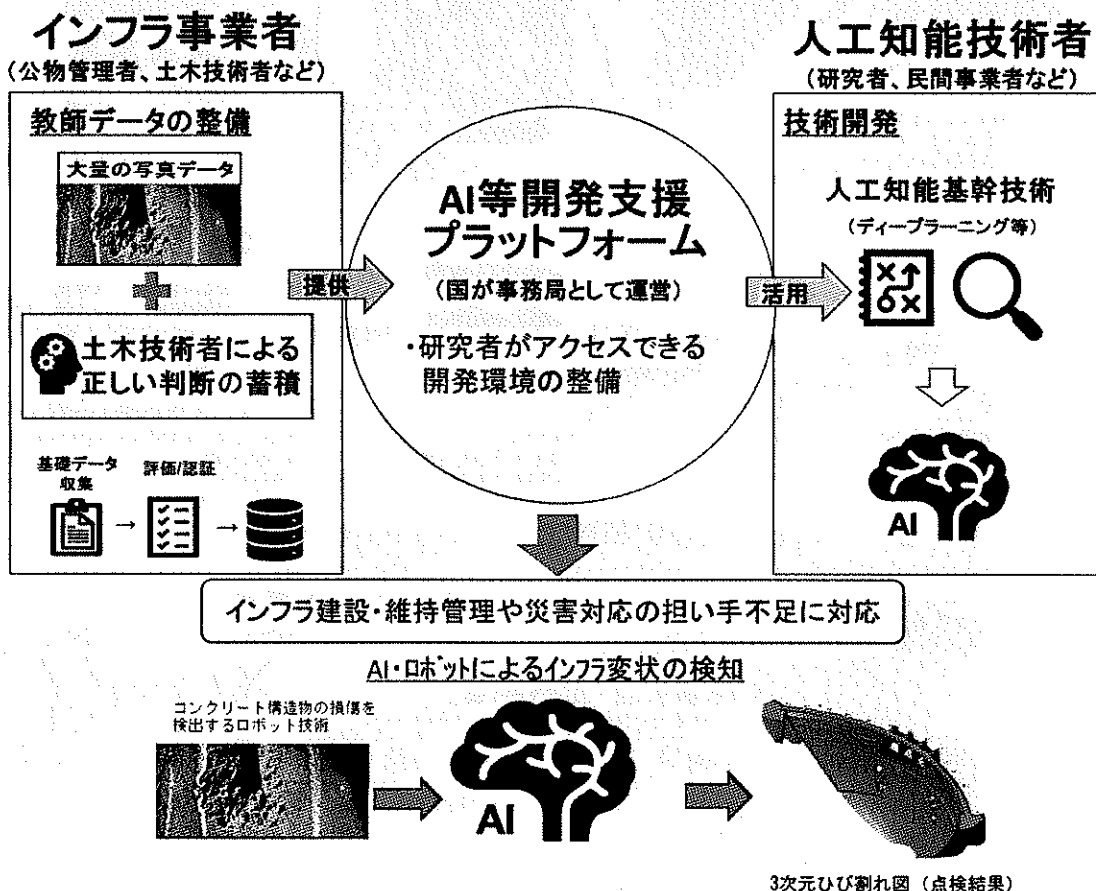 インフラ事業者
（公物管理者、土木技術者など）
教師データの整備
大量の写真データ
土木技術者による
正しい判断の蓄積
基礎データ
収集
→
評価/認証
→
提供
AI等開発支援
プラットフォーム
（国が事務局として運営）
・研究者がアクセスできる
開発環境の整備
活用
人工知能技術者
（研究者、民間事業者など）
技術開発
人工知能基幹技術
（ディープラーニング等）
AI
インフラ建設・維持管理や災害対応の担い手不足に対応
AI・ロボットによるインフラ変状の検知
コンクリート構造物の損傷を
検出するロボット技術
AI
3次元ひび割れ図（点検結果）